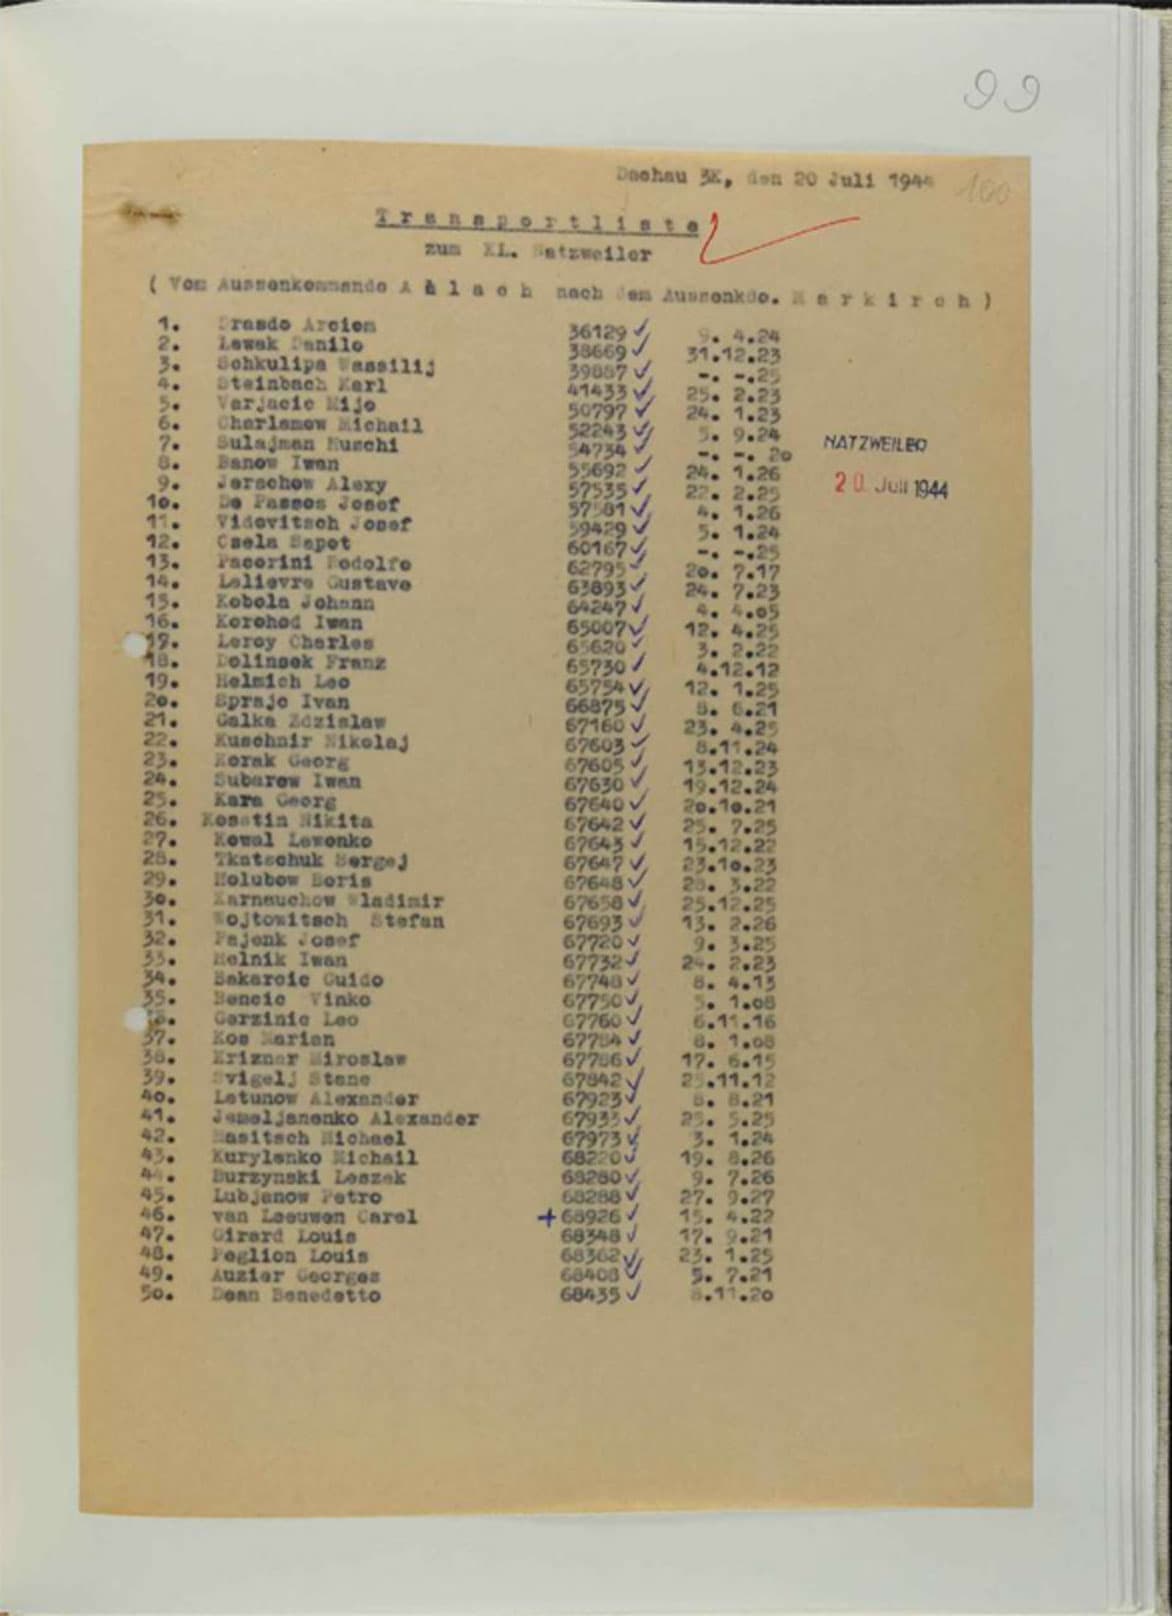 99
Dachau 3K, den 20 Juli 1944 100
Transportliste
zum KL. Natzweiler
( Vom Aussenkommando Allach nach dem Aussenkdo. Markirch )
1. Drasdo Arciom 36129 9. 4.24
2. Lewak Danilo 38669 31.12.23
3. Schkulipa Wassilij 39887 -. -.25
4. Steinbach Karl 41433 25. 2.23
5. Varjacic Mijo 50797 24. 1.23
6. Charlamow Michail 52243 5. 9.24
7. Sulajman Muschi 54734 -. -. 20
NATZWEILER
8. Banow Iwan 55692 24. 1.26
9. Jerschow Alexy 57535 22. 2.25
20. Juli 1944
10. De Passos Josef 57581 4. 1.26
11. Vidovitsch Josef 59429 5. 1.24
12. Csela Sapet 60167 -. -.25
13. Pacorini Rodolfo 62795 20. 7.17
14. Lelievre Gustave 63893 24. 7.23
15. Kobola Johann 64247 4. 4.05
16. Korohod Iwan 65007 12. 4.25
17. Leroy Charles 65620 3. 2.22
18. Dolinsek Franz 65730 4.12.12
19. Helmich Leo 65754 12. 1.25
20. Sprajc Ivan 66875 8. 6.21
21. Galka Zdzislaw 67160 23. 4.25
22. Kuschnir Nikolaj 67603 8.11.24
23. Korak Georg 67605 13.12.23
24. Subarew Iwan 67630 19.12.24
25. Kara Georg 67640 20.10.21
26. Kosstin Nikita 67642 25. 7.25
27. Kowal Lewonko 67643 15.12.22
28. Tkatschuk Sergej 67647 23.10.23
29. Holubow Boris 67648 28. 3.22
30. Karnauchow Wladimir 67658 25.12.25
31. Wojtowitsch Stefan 67693 13. 2.26
32. Pajenk Josef 67720 9. 3.25
33. Melnik Iwan 67732 24. 2.23
34. Bakarcic Guido 67748 8. 4.13
35. Bencic Vinko 67750 5. 1.08
36. Gerzinic Leo 67760 6.11.16
37. Kos Marian 67784 8. 1.08
38. Krizner Miroslaw 67786 17. 6.15
39. Svigelj Stane 67842 25.11.12
40. Letunow Alexander 67923 8. 8.21
41. Jemeljanenko Alexander 67933 25. 5.25
42. Masitsch Michael 67973 3. 1.24
43. Kurylenko Michail 68220 19. 8.26
44. Burzynski Leszek 68280 9. 7.26
45. Lubjanow Petro 68288 27. 9.27
46. van Leeuwen Carel +68926 15. 4.22
47. Girard Louis 68348 17. 9.21
48. Peglion Louis 68362 23. 1.25
49. Auzier Georges 68408 5. 7.21
50. Dean Benedetto 68435 8.11.20